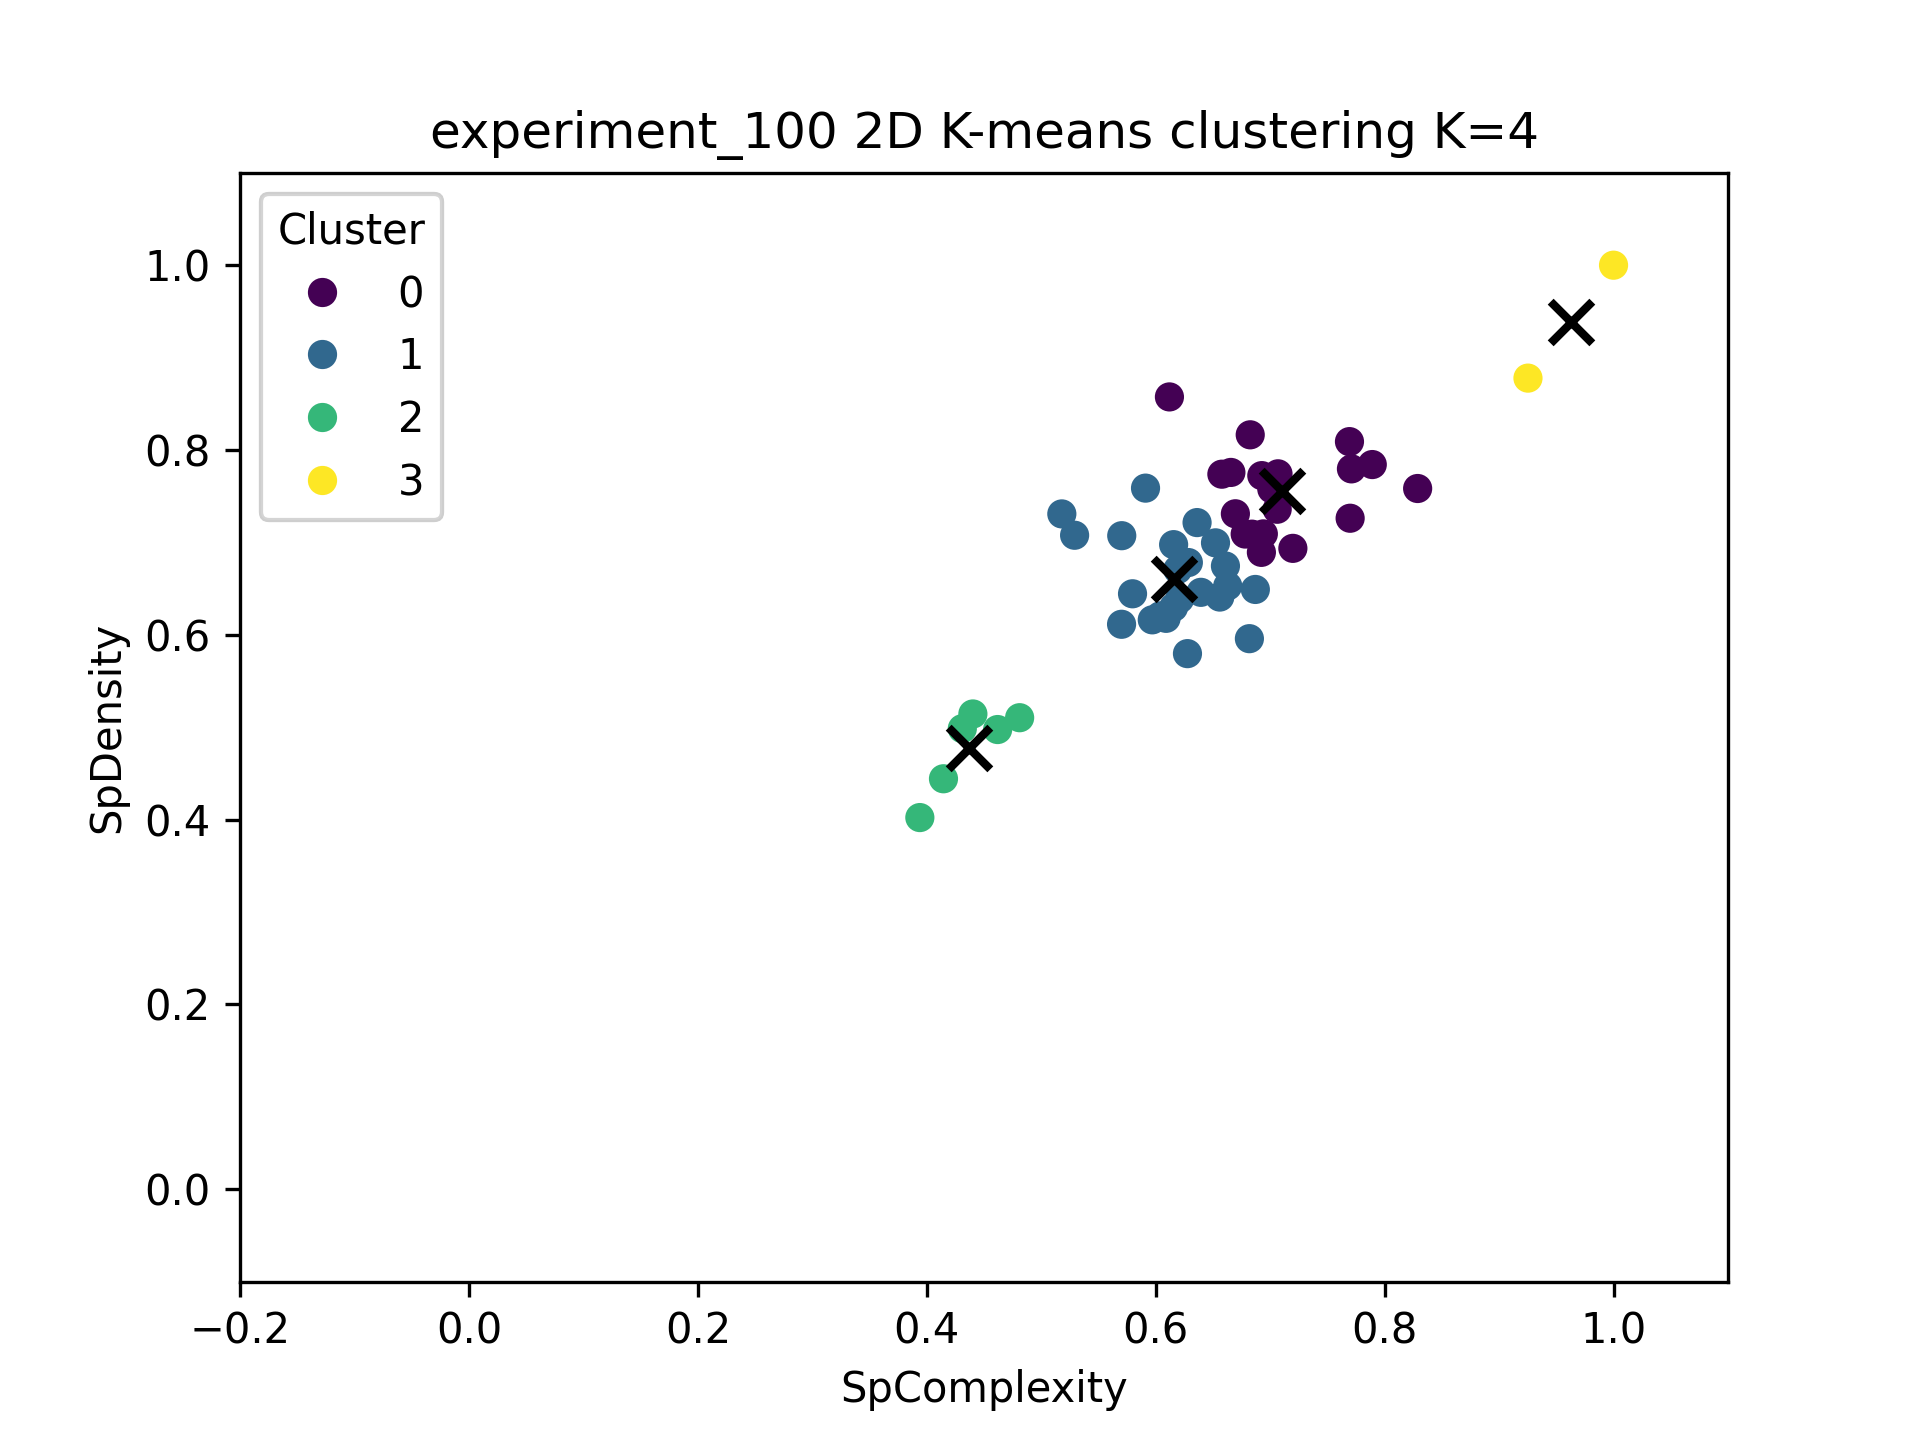 experiment_100 2D K-means clustering K=4
Cluster
0
1
2
3
1.0
0.8
0.6
0.4
0.2
0.0
SpDensity
−0.2 0.0 0.2 0.4 0.6 0.8 1.0
SpComplexity